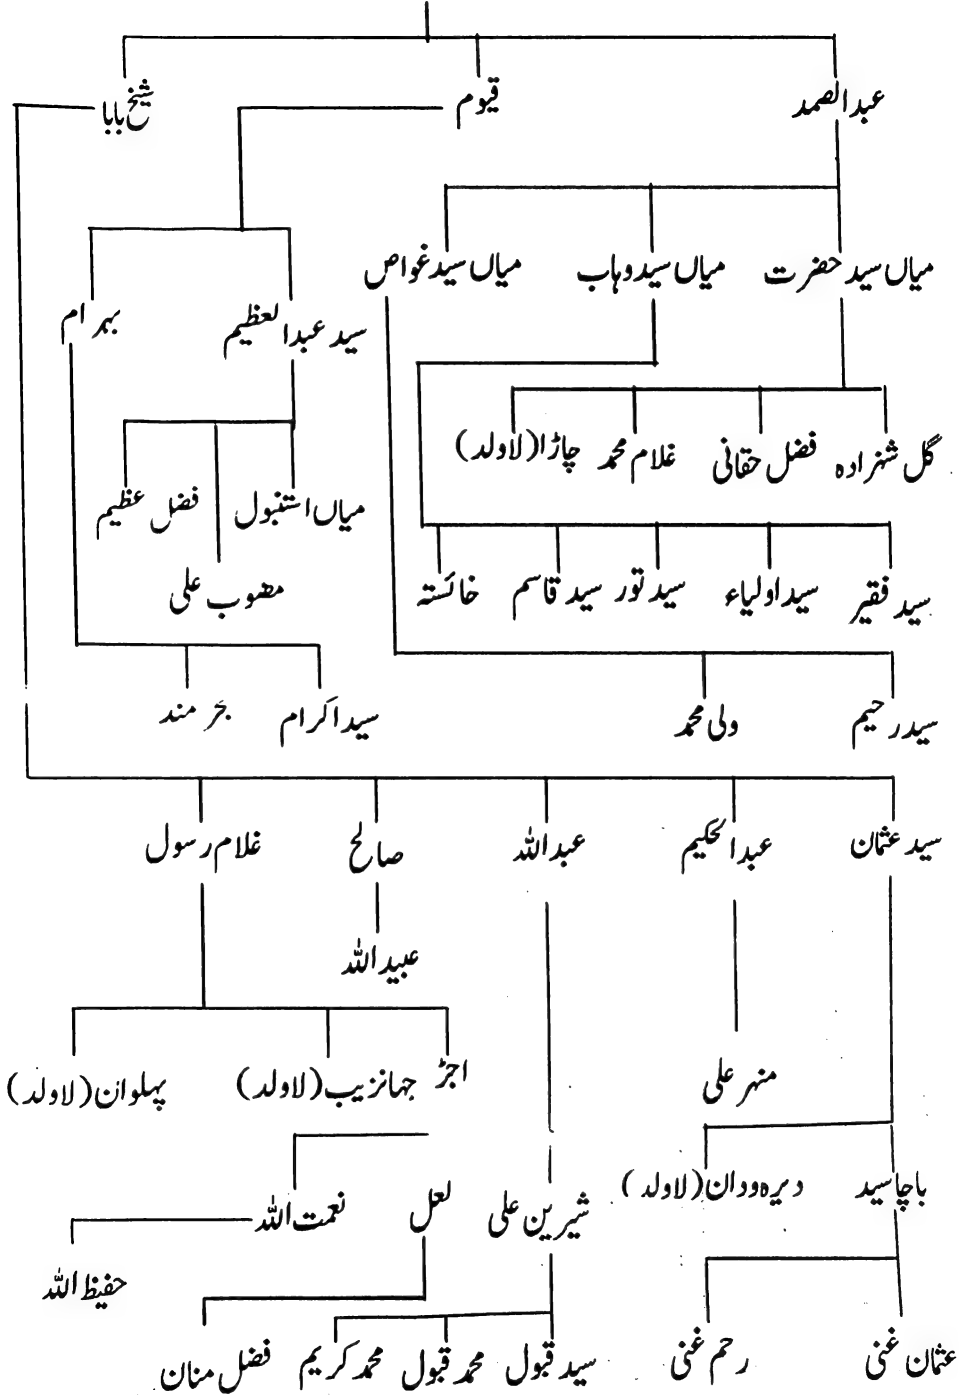 عبدالصمد قیوم شیخ بابا
میاں سید حضرت میاں سید وہاب میاں سید غواص
سید عبدالعظیم بہرام
گل شہزادہ فضل حقانی غلام محمد چاڑا (لاولد)
میاں استنبول فضل عظیم
سید فقیر سید اولیاء سید تور سید قاسم خائستہ
مضوب علی
سید رحیم ولی محمد سید اکرام بخر مند
سید عثمان عبدالحکیم عبداللہ صالح غلام رسول
عبیداللہ
منہر علی اجڑ جہانزیب (لاولد) پہلوان (لاولد)
باچا سید دیرہ ودان (لاولد)
شیرین علی لعل نعمت اللہ
حفیظ اللہ
عثمان غنی رحم غنی سید قبول محمد قبول محمد کریم فضل منان